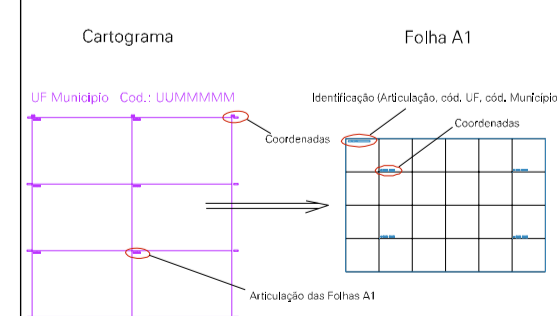 Cartograma
Folha A1
UF Município Cod.: UUMMMMM
Identificação (Articulação, cód. UF, cód. Município
Coordenadas
Coordenadas
Articulação das Folhas A1